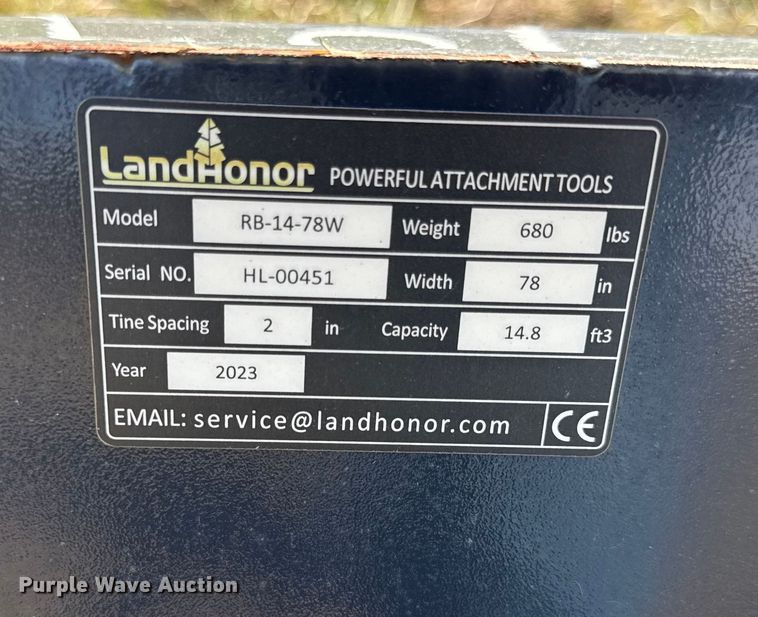 LandHonor POWERFUL ATTACHMENT TOOLS
Model RB-14-78W Weight 680 lbs
Serial NO. HL-00451 Width 78 in
Tine Spacing 2 in Capacity 14.8 ft3
Year 2023
EMAIL: service@landhonor.com CE
Purple Wave Auction